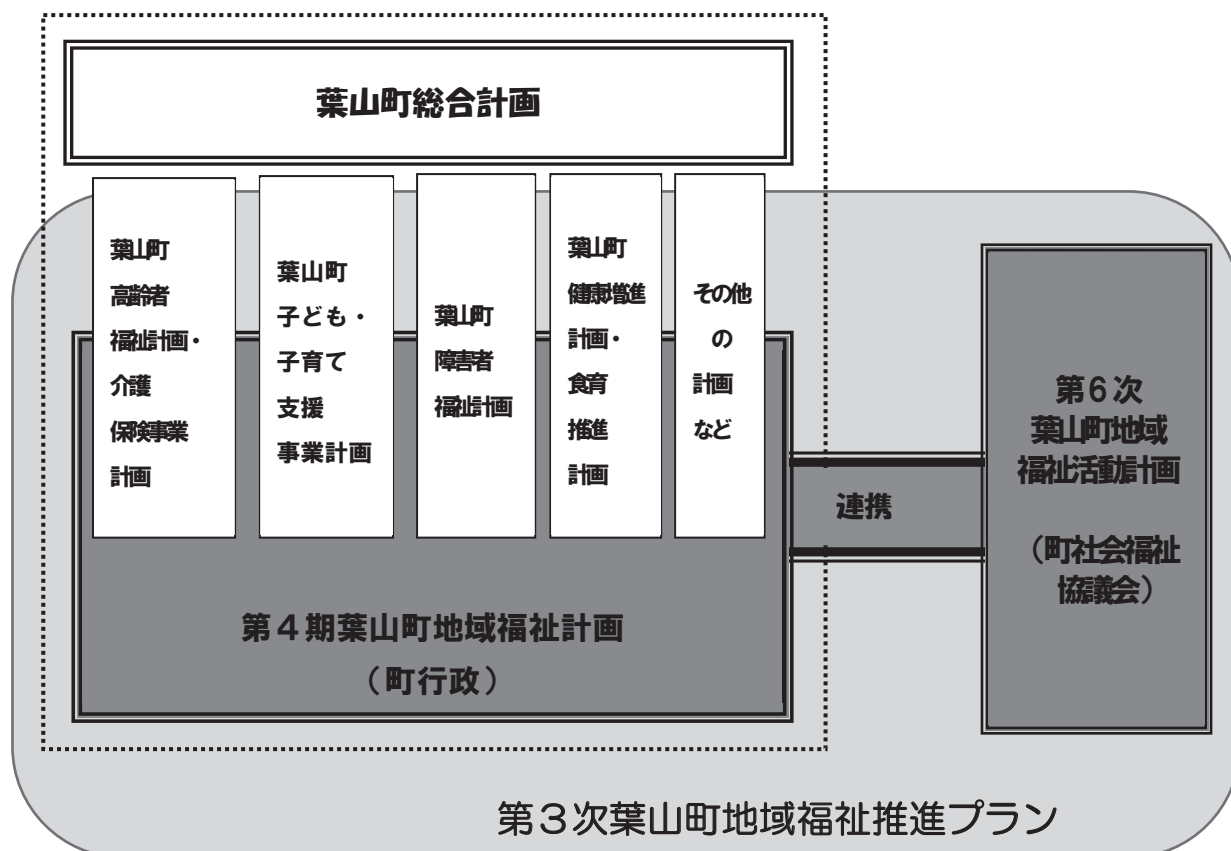 葉山町総合計画
葉山町
高齢者
福祉計画・
介護
保険事業
計画
葉山町
子ども・
子育て
支援
事業計画
葉山町
障害者
福祉計画
葉山町
健康増進
計画・
食育
推進
計画
その他
の
計画
など
連携
第6次
葉山町地域
福祉活動計画
（町社会福祉
協議会）
第4期葉山町地域福祉計画
（町行政）
第3次葉山町地域福祉推進プラン